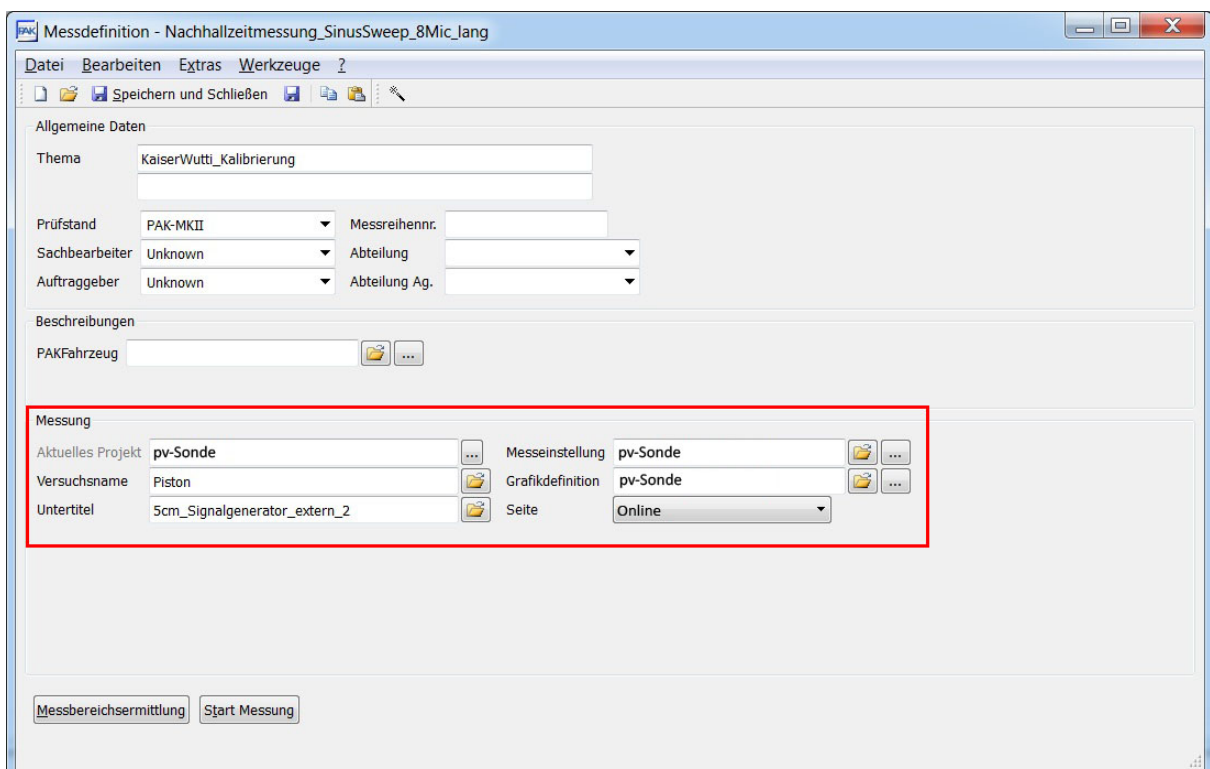 PAK Messdefinition - Nachhallzeitmessung_SinusSweep_8Mic_lang
Datei Bearbeiten Extras Werkzeuge ?
Speichern und Schließen
Allgemeine Daten
Thema KaiserWutti_Kalibrierung
Prüfstand PAK-MKII Messreihennr.
Sachbearbeiter Unknown Abteilung
Auftraggeber Unknown Abteilung Ag.
Beschreibungen
PAKFahrzeug ...
Messung
Aktuelles Projekt pv-Sonde ... Messeinstellung pv-Sonde ...
Versuchsname Piston Grafikdefinition pv-Sonde ...
Untertitel 5cm_Signalgenerator_extern_2 Seite Online
Messbereichsermittlung Start Messung